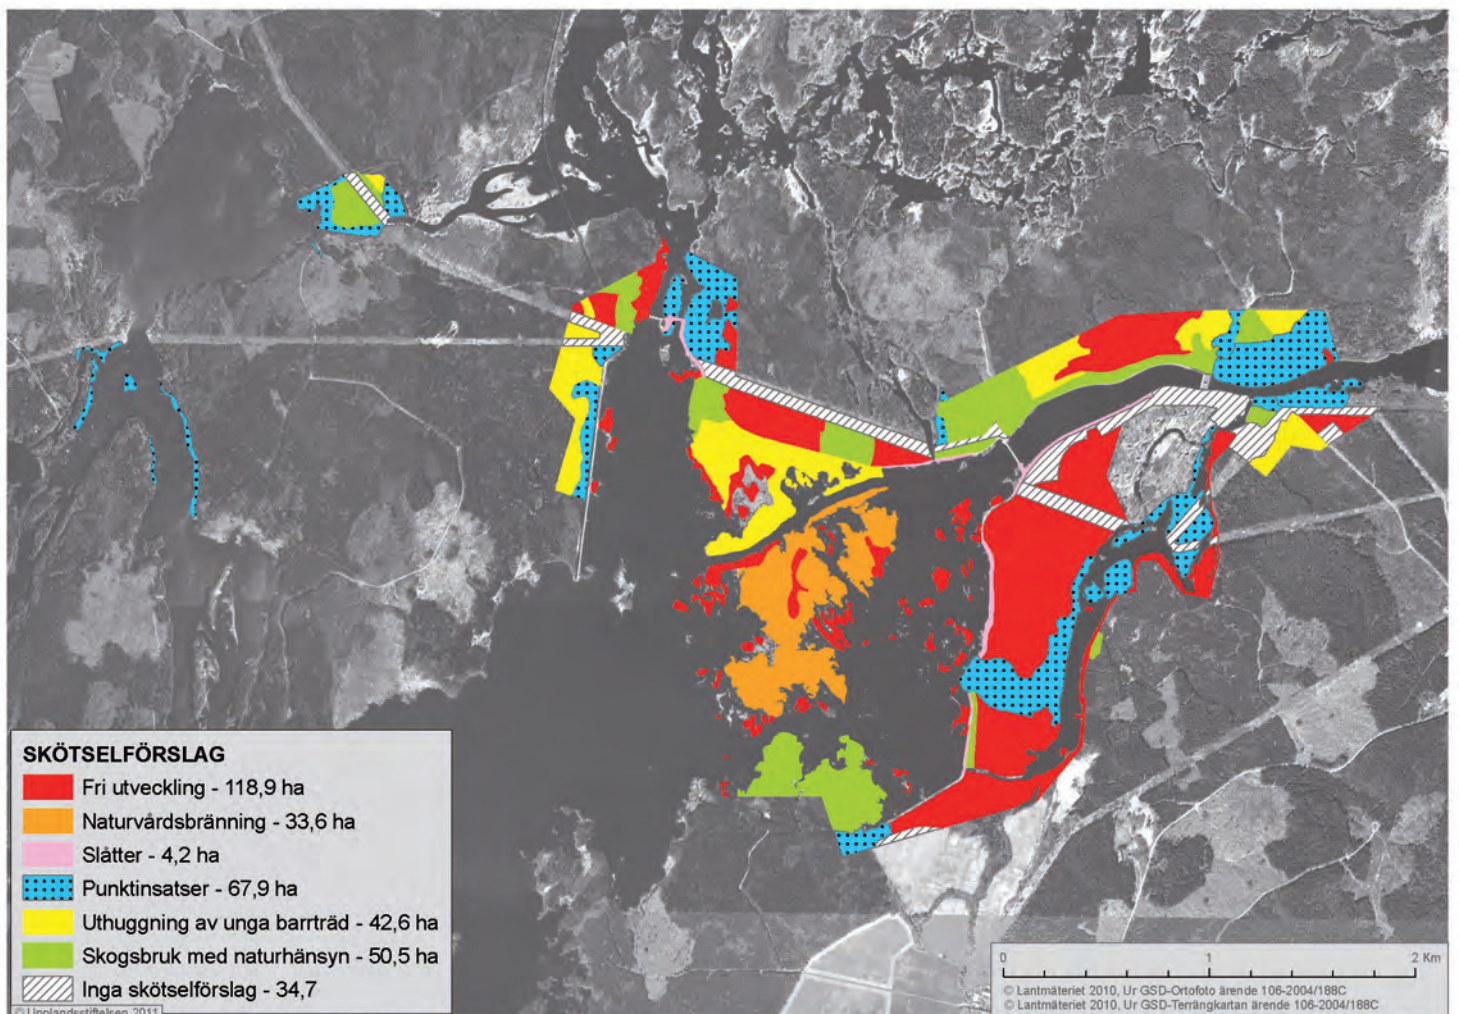 SKÖTSELFÖRSLAG
Fri utveckling - 118,9 ha
Naturvårdsbränning - 33,6 ha
Slåtter - 4,2 ha
Punktinsatser - 67,9 ha
Uthuggning av unga barrträd - 42,6 ha
Skogsbruk med naturhänsyn - 50,5 ha
Inga skötselförslag - 34,7
© Upplandsstiftelsen 2011
0 1 2 Km
© Lantmäteriet 2010, Ur GSD-Ortofoto ärende 106-2004/188C
© Lantmäteriet 2010, Ur GSD-Terrängkartan ärende 106-2004/188C